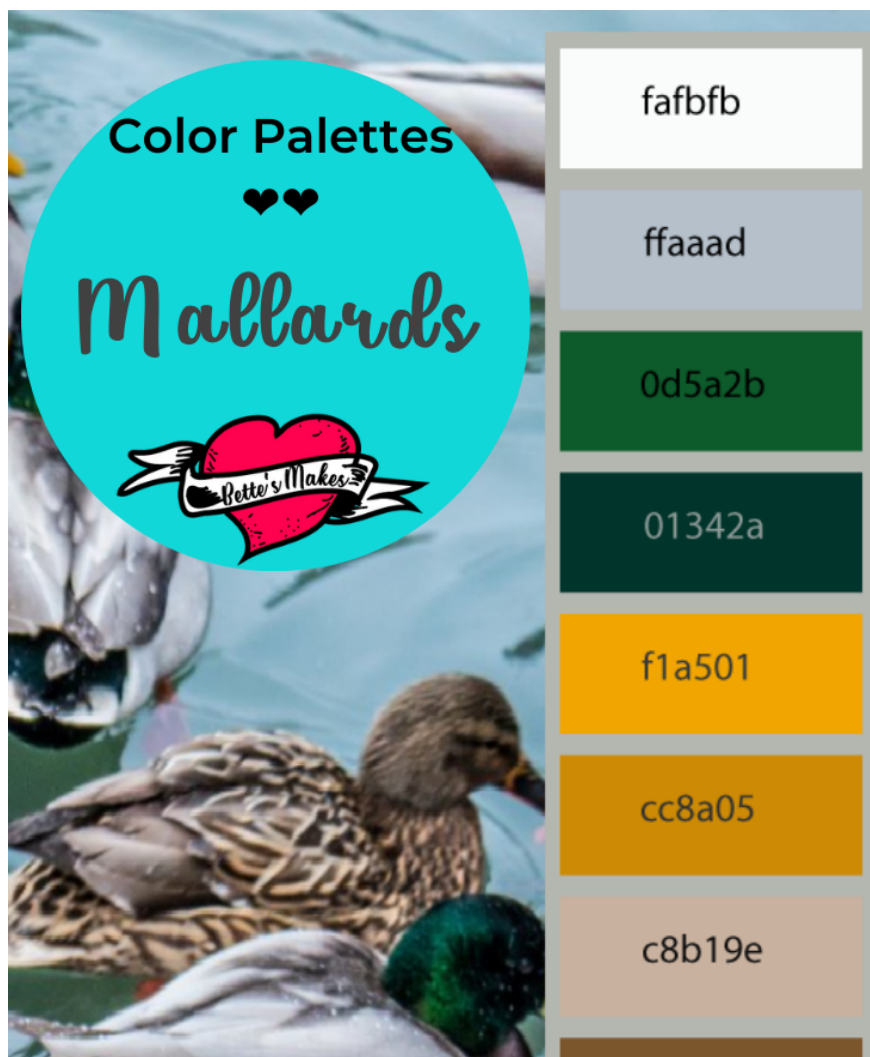 Color Palettes
❤❤
Mallards
Bette's Makes
fafbfb
ffaaad
0d5a2b
01342a
f1a501
cc8a05
c8b19e